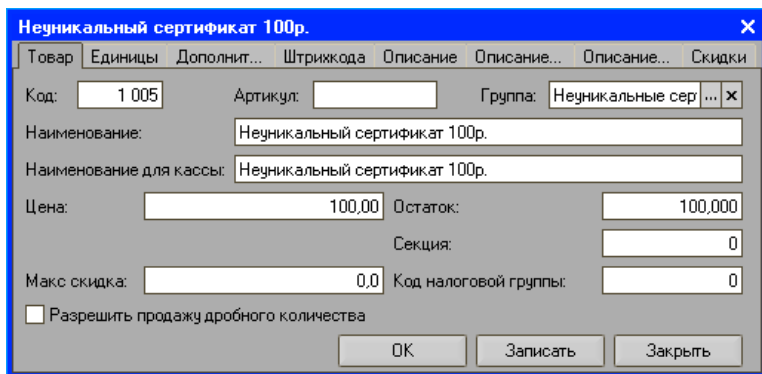 Неуникальный сертификат 100р.
Товар Единицы Дополнит... Штрихкода Описание Описание... Описание... Скидки
Код: 1 005 Артикул: Группа: Неуникальные сер ... ×
Наименование: Неуникальный сертификат 100р.
Наименование для кассы: Неуникальный сертификат 100р.
Цена: 100,00 Остаток: 100,000
Секция: 0
Макс скидка: 0,0 Код налоговой группы: 0
Разрешить продажу дробного количества
ОК Записать Закрыть